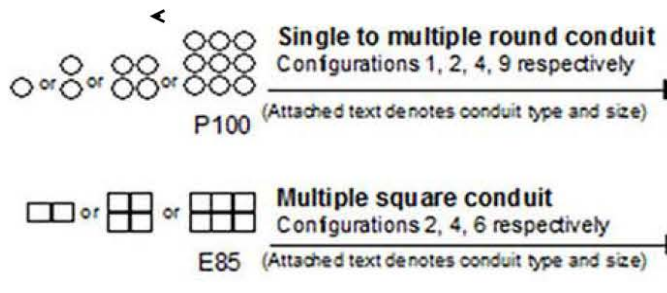 Single to multiple round conduit
or or or Configurations 1, 2, 4, 9 respectively
P100 (Attached text denotes conduit type and size)
Multiple square conduit
or or Configurations 2, 4, 6 respectively
E85 (Attached text denotes conduit type and size)